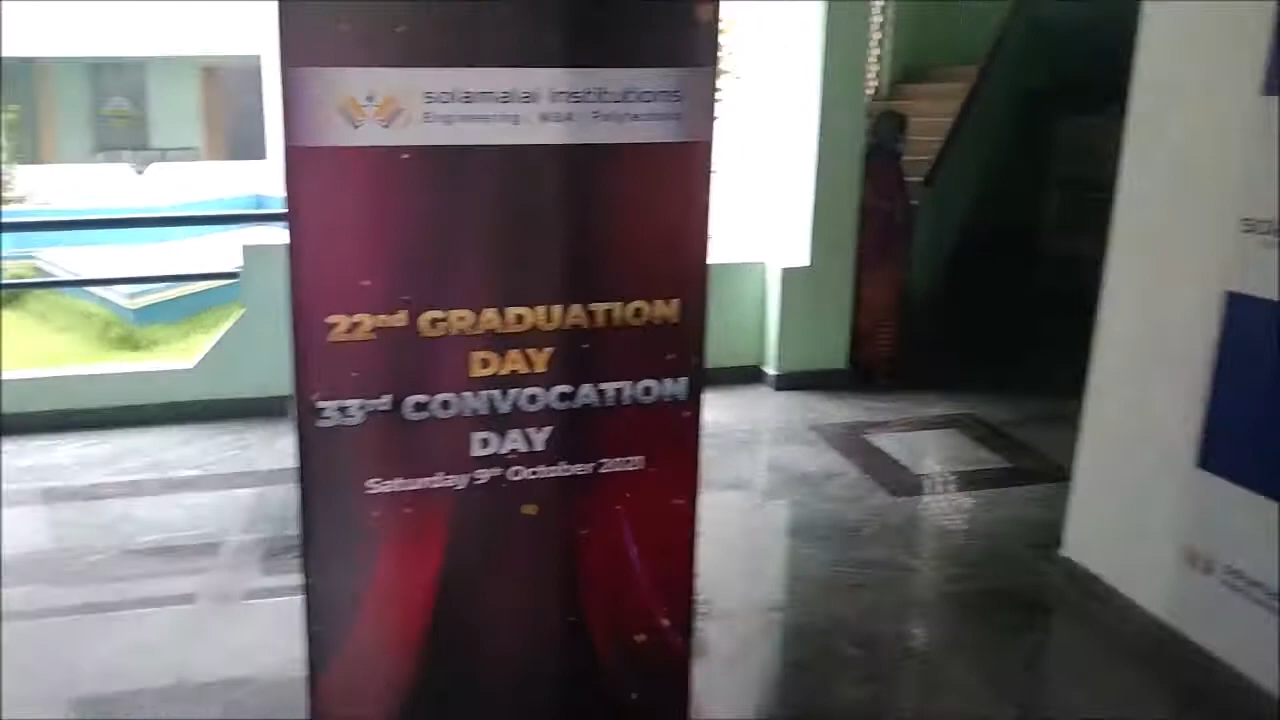 solamalai institutions
Engineering | MBA | Polytechnic
22nd GRADUATION
DAY
33rd CONVOCATION
DAY
Saturday 9th October 2021